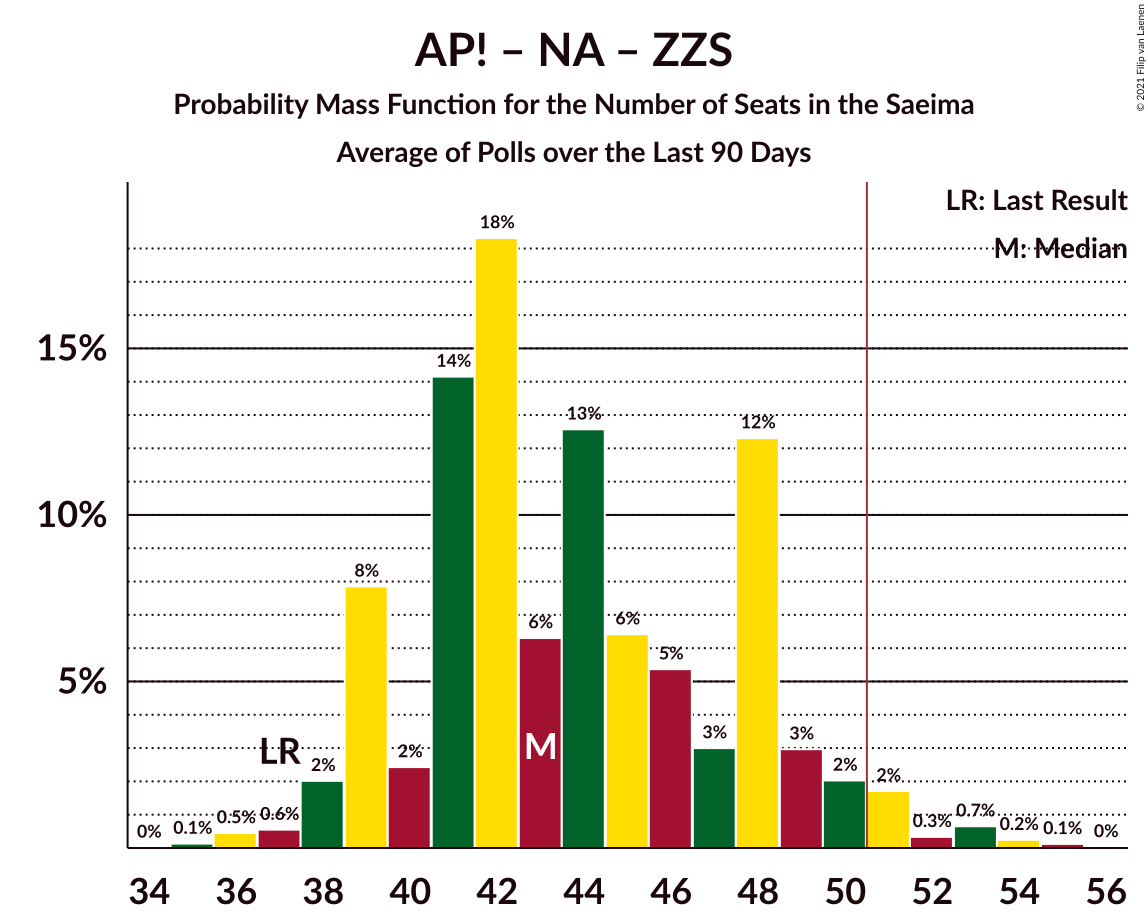 AP! – NA – ZZS
Probability Mass Function for the Number of Seats in the Saeima
Average of Polls over the Last 90 Days
© 2021 Filip van Laenen
LR: Last Result
M: Median
18%
15%
14%
13%
12%
10%
8%
6%
6%
5%
5%
3%
3%
LR
M
2%
2%
2%
2%
0%
0.1%
0.5%
0.6%
0.3%
0.7%
0.2%
0.1%
0%
34 36 38 40 42 44 46 48 50 52 54 56